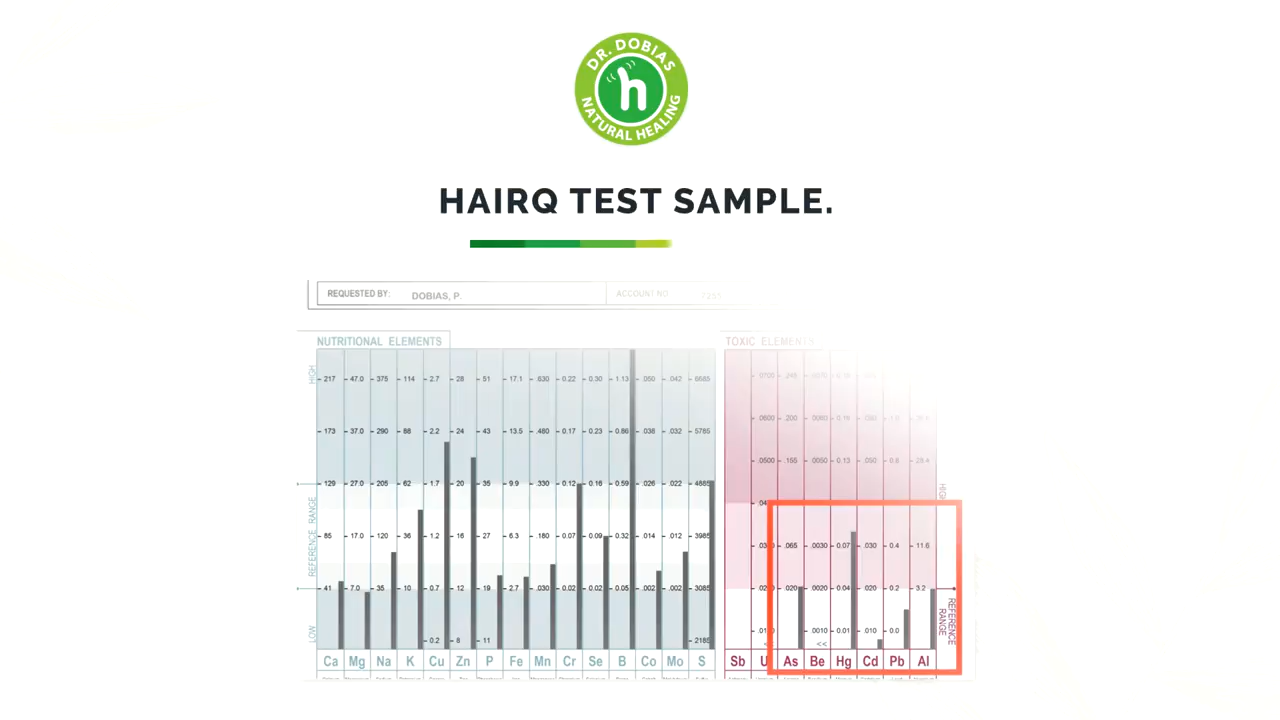 DR. DOBIAS
h
NATURAL HEALING
HAIRQ TEST SAMPLE.
REQUESTED BY: DOBIAS, P. ACCOUNT NO
NUTRITIONAL ELEMENTS TOXIC ELEMENTS
HIGH
217 47.0 375 114 2.7 28 51 17.1 .630 0.22 0.30 1.13 .050 .042 6685
173 37.0 290 88 2.2 24 43 13.5 .480 0.17 0.23 0.86 .038 .032 5785 .0600 .200
.0500 .155 .0050 0.13 .050 0.6 28.4
129 27.0 205 62 1.7 20 35 9.9 .330 0.12 0.16 0.59 .026 .022 4885 HIGH
REFERENCE RANGE
85 17.0 120 36 1.2 16 27 6.3 .180 0.07 0.09 0.32 .014 .012 3985 .065 .0030 0.07 .030 0.4 11.6
41 7.0 35 10 0.7 12 19 2.7 .030 0.02 0.02 0.05 .002 .002 3085 .020 .0020 0.04 .020 0.2 3.2
LOW
0.2 8 11 2185 .0010 0.01 .010 0.0
<<
REFERENCE RANGE
Ca Mg Na K Cu Zn P Fe Mn Cr Se B Co Mo S Sb U As Be Hg Cd Pb Al